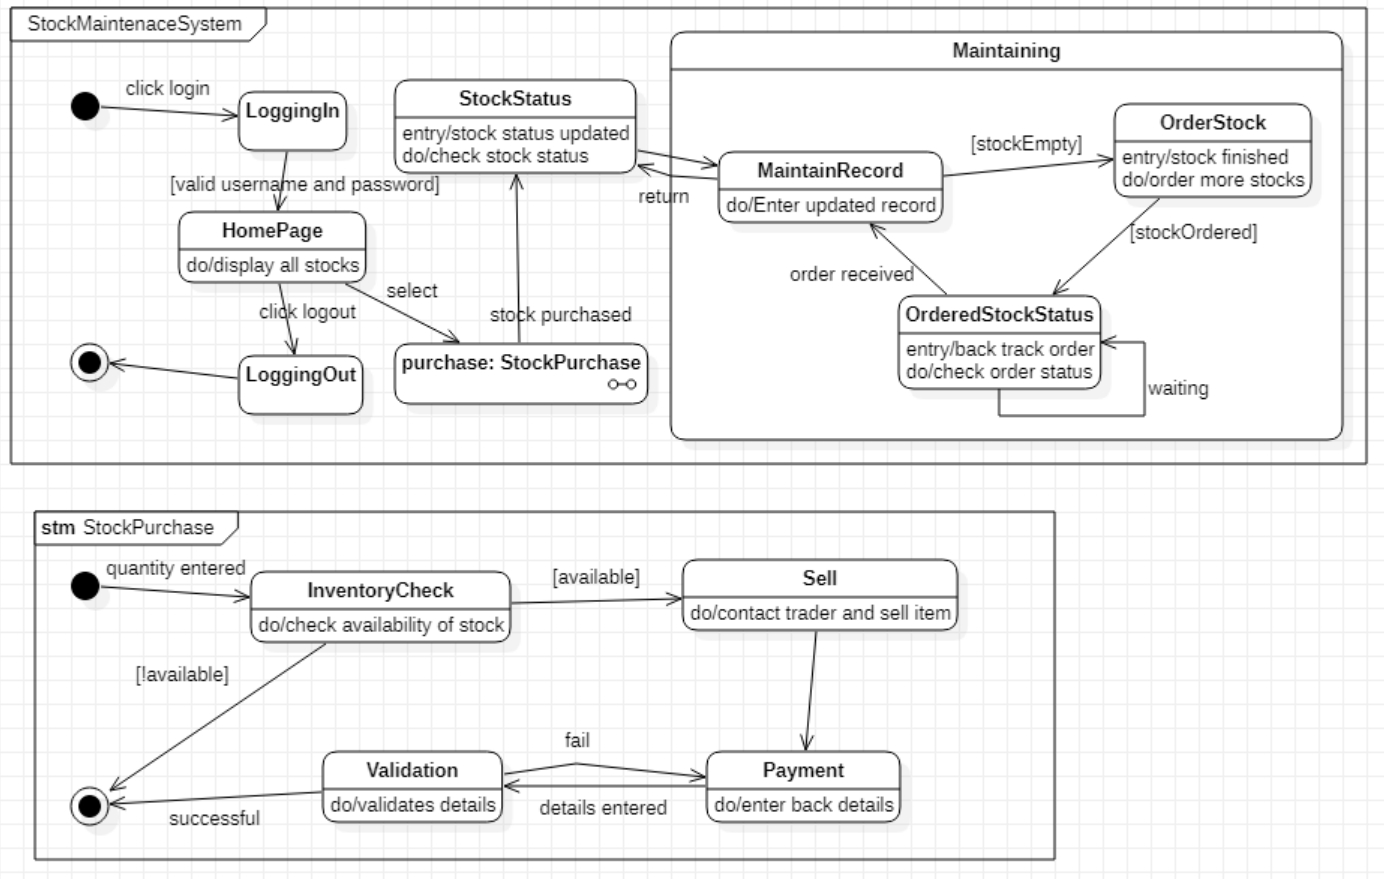 StockMaintenaceSystem
click login
LoggingIn
[valid username and password]
HomePage
do/display all stocks
click logout
select
LoggingOut
StockStatus
entry/stock status updated
do/check stock status
stock purchased
purchase: StockPurchase
return
Maintaining
MaintainRecord
do/Enter updated record
[stockEmpty]
OrderStock
entry/stock finished
do/order more stocks
[stockOrdered]
order received
OrderedStockStatus
entry/back track order
do/check order status
waiting
stm StockPurchase
quantity entered
InventoryCheck
do/check availability of stock
[available]
Sell
do/contact trader and sell item
[!available]
fail
Validation
do/validates details
Payment
do/enter back details
details entered
successful